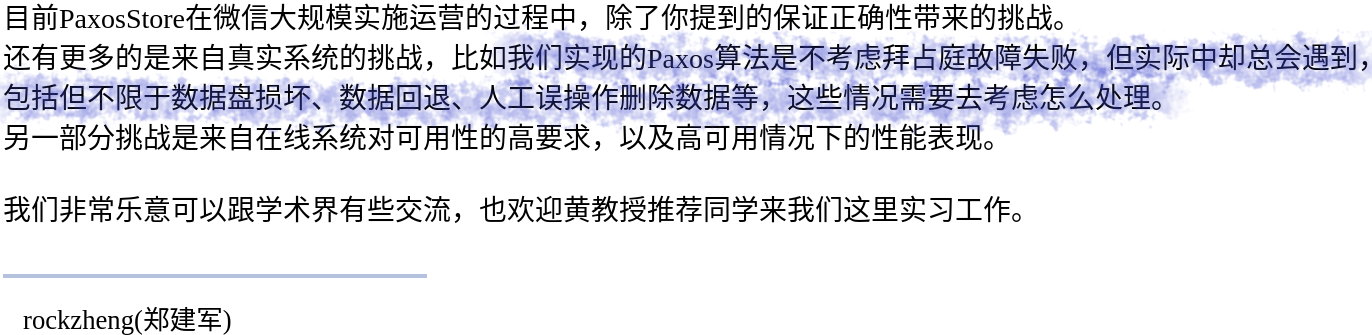 目前PaxosStore在微信大规模实施运营的过程中，除了你提到的保证正确性带来的挑战。
还有更多的是来自真实系统的挑战，比如我们实现的Paxos算法是不考虑拜占庭故障失败，但实际中却总会遇到，
包括但不限于数据盘损坏、数据回退、人工误操作删除数据等，这些情况需要去考虑怎么处理。
另一部分挑战是来自在线系统对可用性的高要求，以及高可用情况下的性能表现。
我们非常乐意可以跟学术界有些交流，也欢迎黄教授推荐同学来我们这里实习工作。
rockzheng(郑建军)